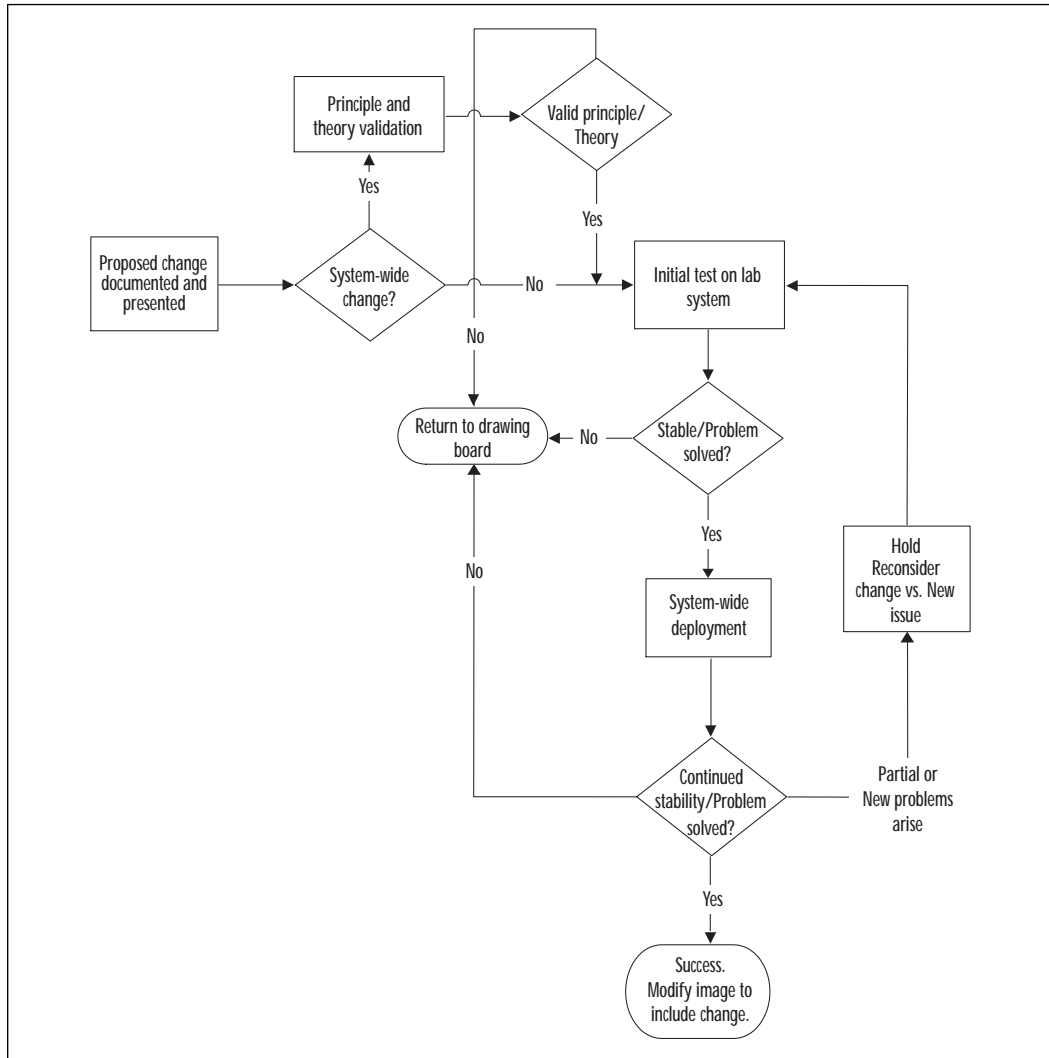 Principle and
theory validation
Valid principle/
Theory
Yes
Yes
Proposed change
documented and
presented
System-wide
change?
No
Initial test on lab
system
No
Return to drawing
board
No
Stable/Problem
solved?
Yes
No
System-wide
deployment
Hold
Reconsider
change vs. New
issue
Continued
stability/Problem
solved?
Partial or
New problems
arise
Yes
Success.
Modify image to
include change.